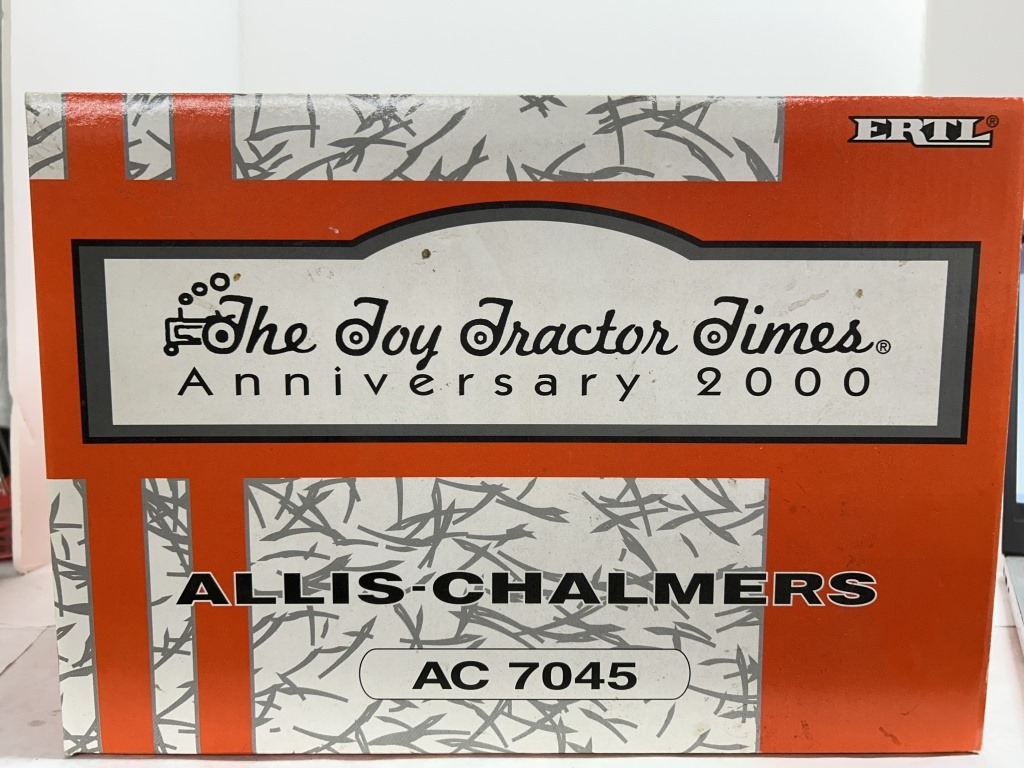 ERTL®
The Toy Tractor Times®
Anniversary 2000
ALLIS-CHALMERS
AC 7045